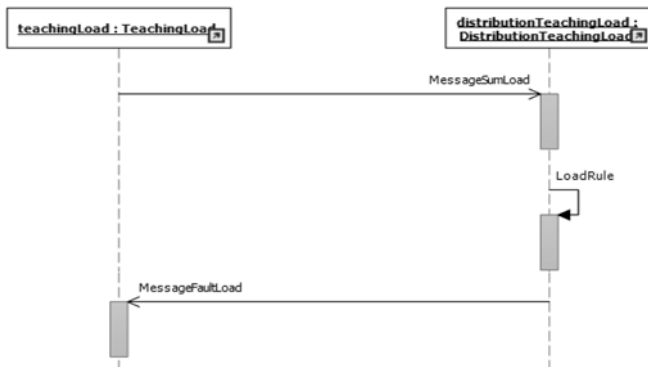 teachingLoad : TeachingLoad
distributionTeachingLoad :
DistributionTeachingLoad
MessageSumLoad
LoadRule
MessageFaultLoad